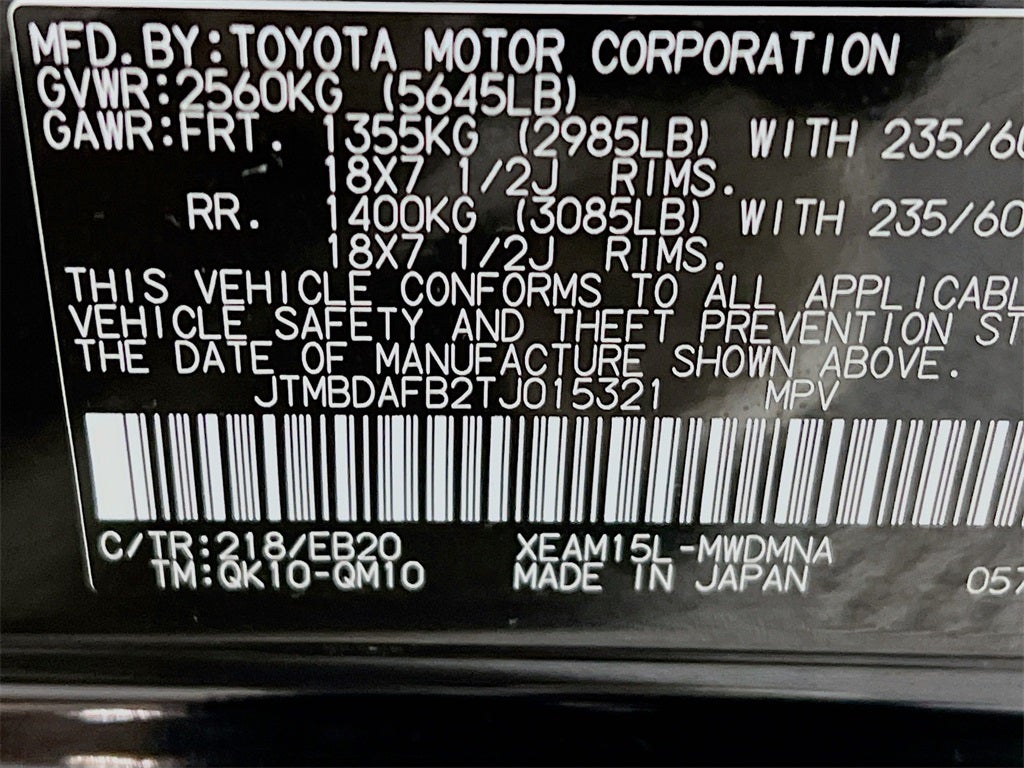 MFD.BY:TOYOTA MOTOR CORPORATION
GVWR:2560KG (5645LB)
GAWR:FRT. 1355KG (2985LB) WITH 235/60
18X7 1/2J RIMS.
RR. 1400KG (3085LB) WITH 235/60
18X7 1/2J RIMS.
THIS VEHICLE CONFORMS TO ALL APPLICABL
VEHICLE SAFETY AND THEFT PREVENTION ST
THE DATE OF MANUFACTURE SHOWN ABOVE.
JTMBDAFB2TJ015321 MPV
C/TR:218/EB20 XEAM15L-MWDMNA
TM:QK10-QM10 MADE IN JAPAN 057